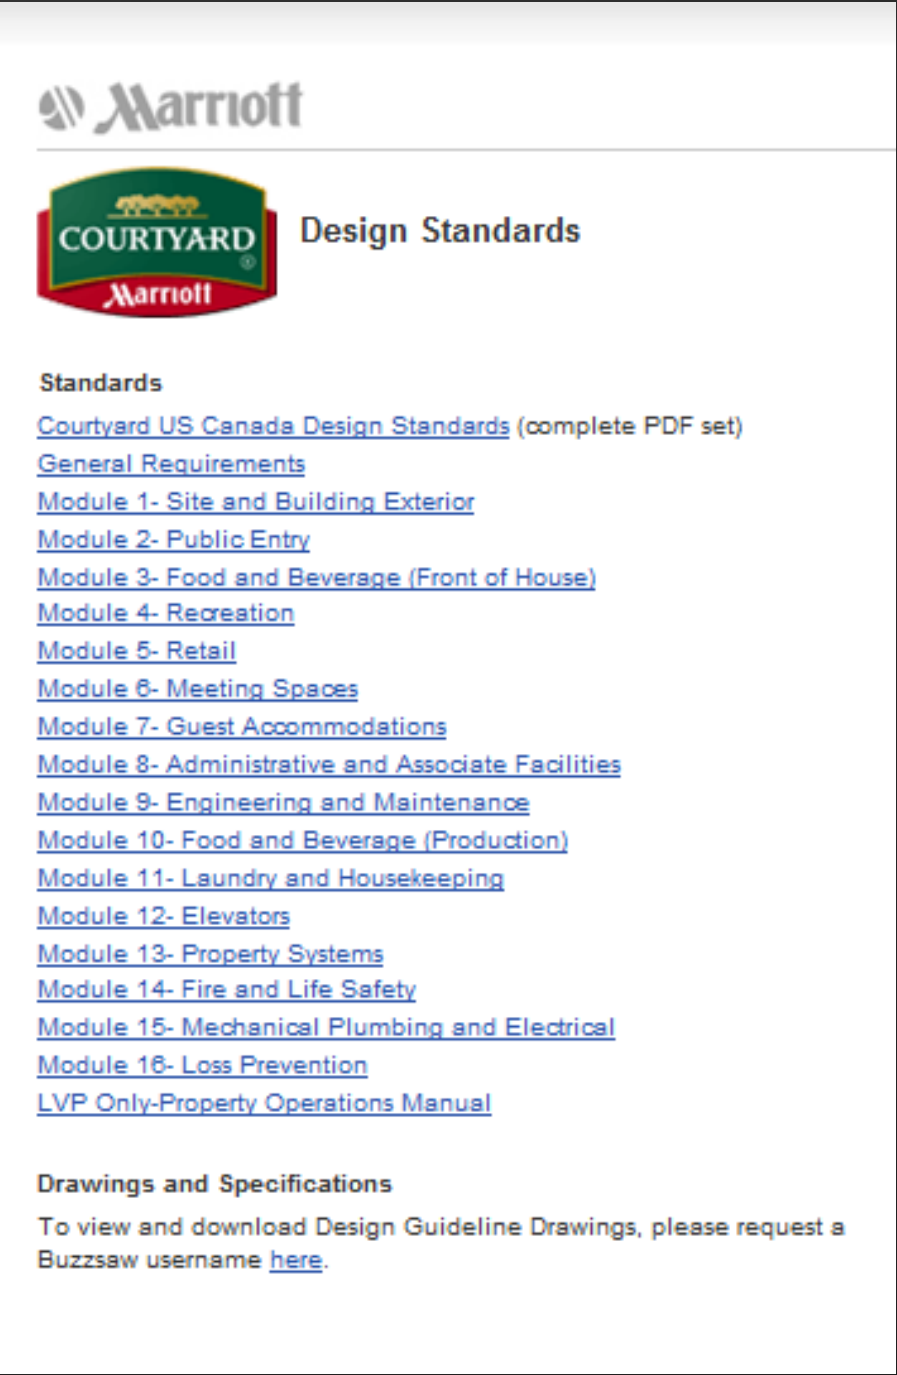 Marriott
COURTYARD
®
Marriott
Design Standards
Standards
Courtyard US Canada Design Standards (complete PDF set)
General Requirements
Module 1- Site and Building Exterior
Module 2- Public Entry
Module 3- Food and Beverage (Front of House)
Module 4- Recreation
Module 5- Retail
Module 6- Meeting Spaces
Module 7- Guest Accommodations
Module 8- Administrative and Associate Facilities
Module 9- Engineering and Maintenance
Module 10- Food and Beverage (Production)
Module 11- Laundry and Housekeeping
Module 12- Elevators
Module 13- Property Systems
Module 14- Fire and Life Safety
Module 15- Mechanical Plumbing and Electrical
Module 16- Loss Prevention
LVP Only-Property Operations Manual
Drawings and Specifications
To view and download Design Guideline Drawings, please request a
Buzzsaw username here.